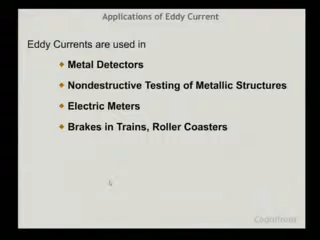 Applications of Eddy Current
Eddy Currents are used in
Metal Detectors
Nondestructive Testing of Metallic Structures
Electric Meters
Brakes in Trains, Roller Coasters
Cognifront